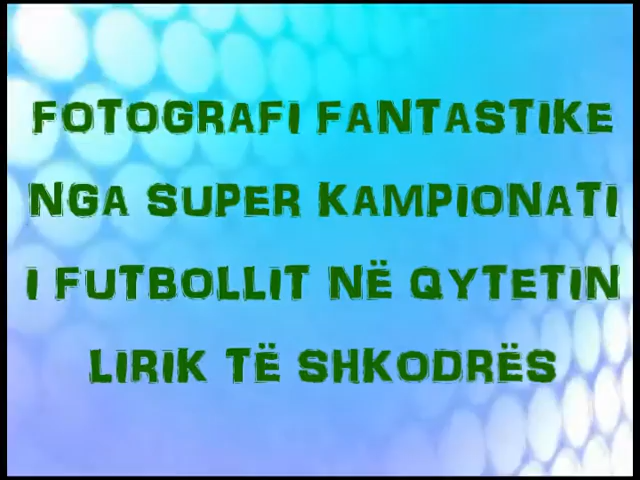 FOTOGRAFI FANTASTIKE
NGA SUPER KAMPIONATI
I FUTBOLLIT NË QYTETIN
LIRIK TË SHKODRËS